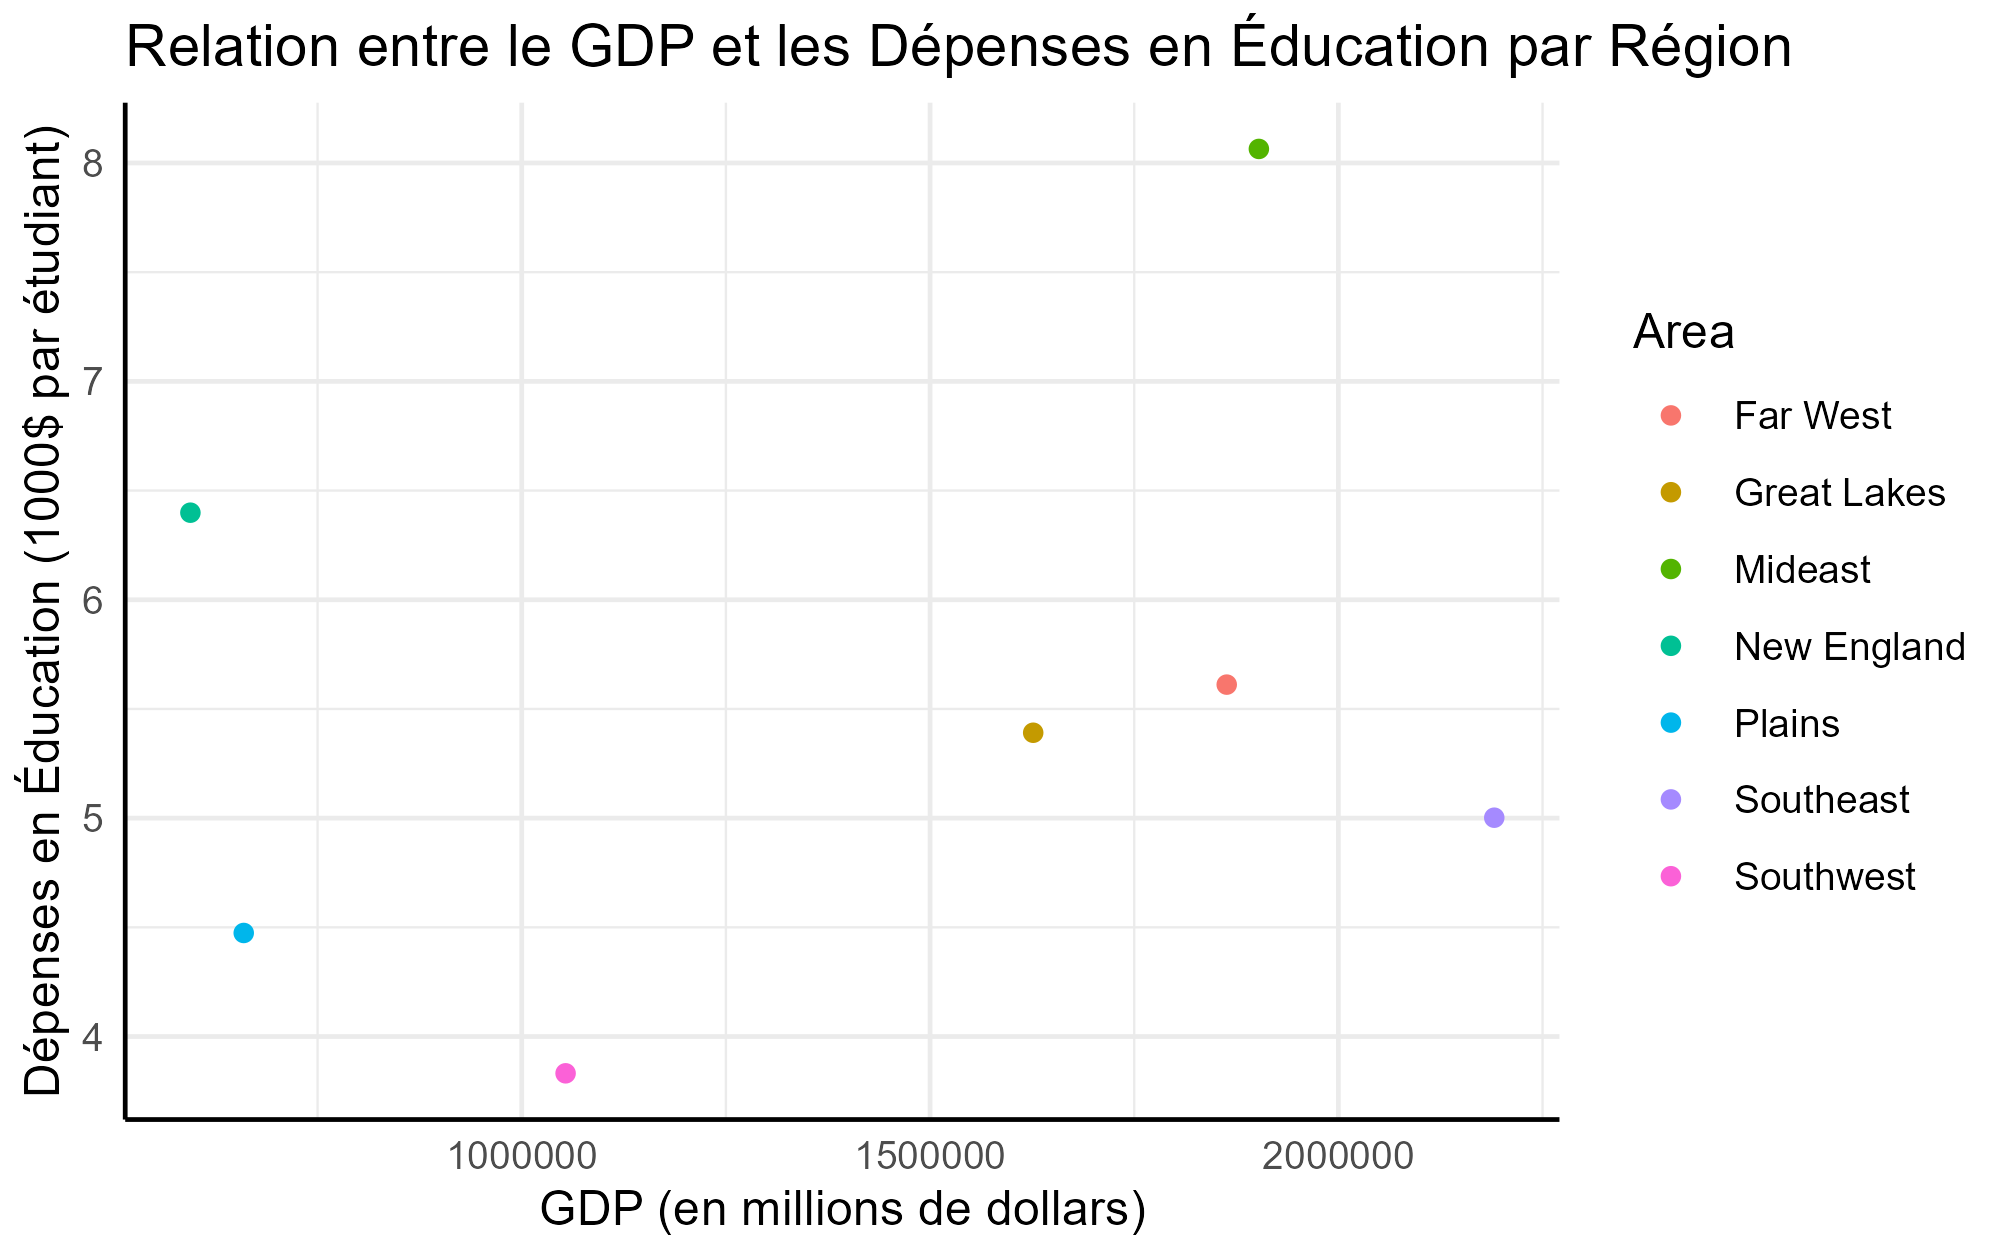 Relation entre le GDP et les Dépenses en Éducation par Région
Dépenses en Éducation (1000$ par étudiant)
8
7
6
5
4
1000000 1500000 2000000
GDP (en millions de dollars)
Area
Far West
Great Lakes
Mideast
New England
Plains
Southeast
Southwest